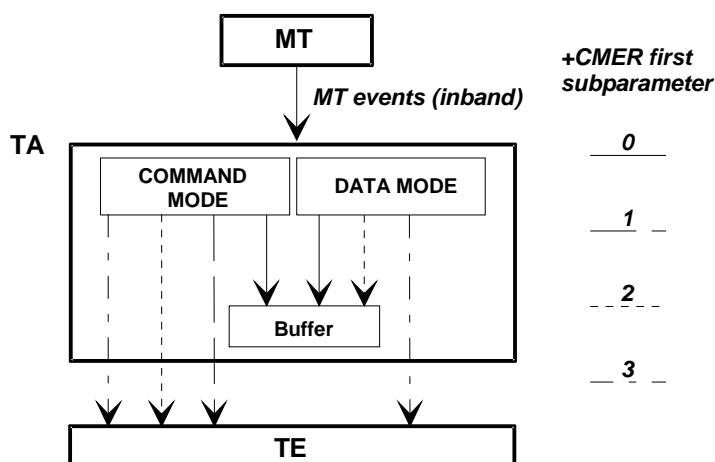 MT
+CMER first
subparameter
MT events (inband)
TA
0
COMMAND
MODE
DATA MODE
1
2
Buffer
3
TE